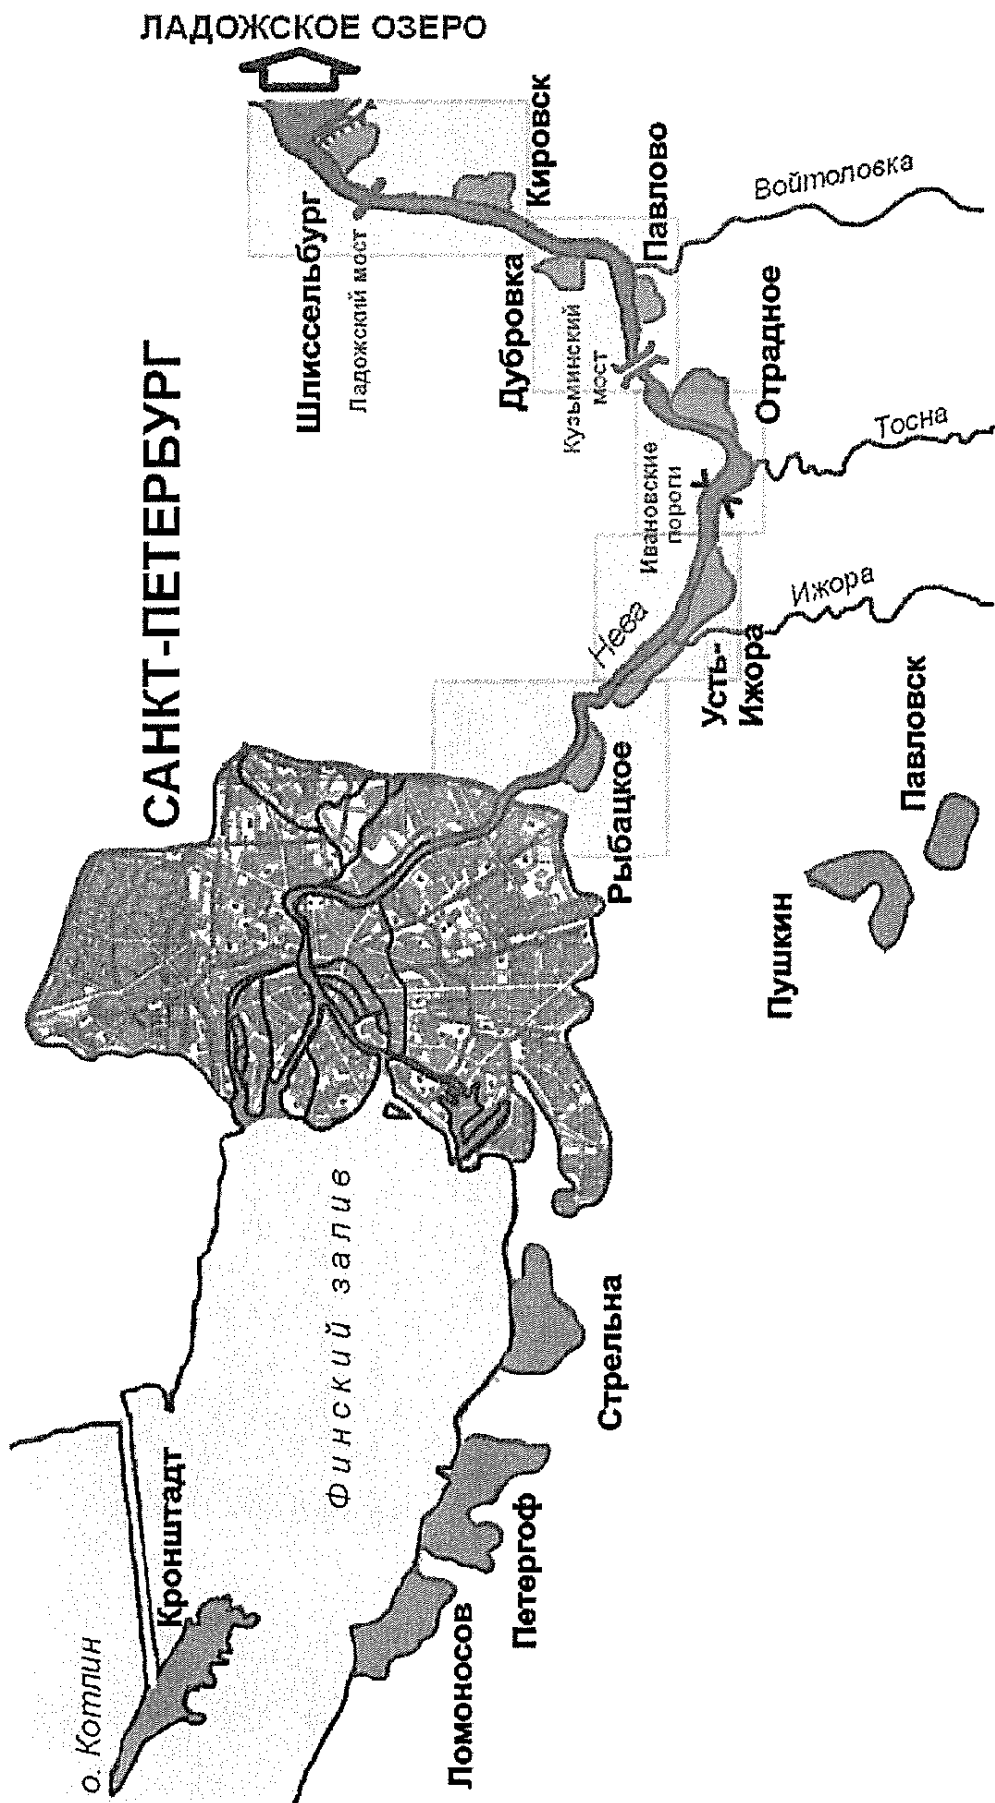 ЛАДОЖСКОЕ ОЗЕРО
САНКТ-ПЕТЕРБУРГ
Шлиссельбург
Ладожский мост
Кировск
Дубровка
Кузьминский
мост
Павлово
Войтоловка
Отрадное
Ивановские
пороги
Тосна
Нева
Усть-
Ижора
Ижора
Рыбацкое
Павловск
Пушкин
Финский залив
Стрельна
Петергоф
Ломоносов
Кронштадт
о. Котлин